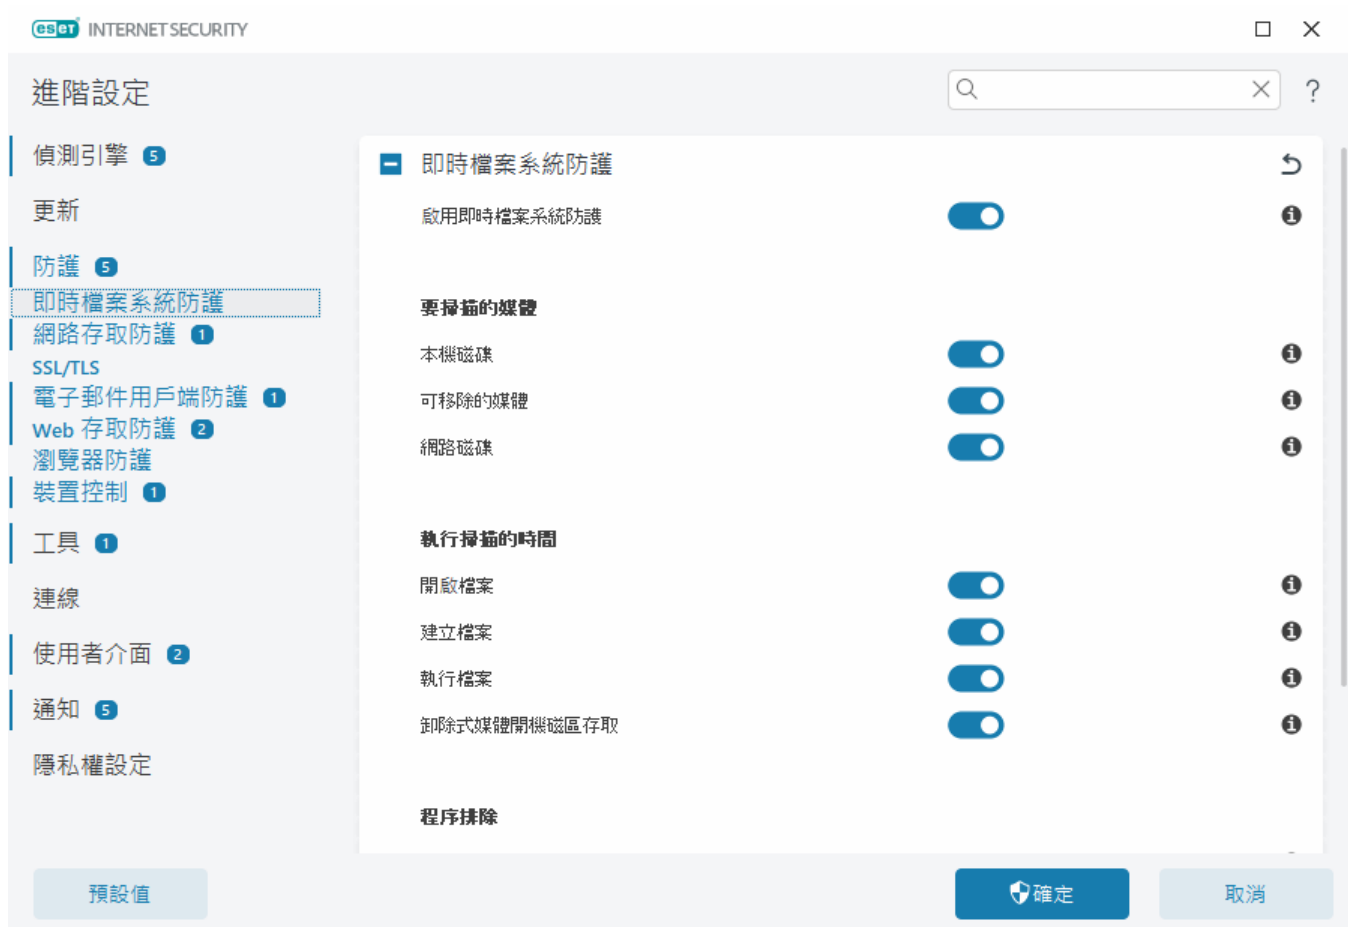 eset INTERNET SECURITY
進階設定
?
偵測引擎 5
更新
防護 5
即時檔案系統防護
網路存取防護 1
SSL/TLS
電子郵件用戶端防護 1
Web 存取防護 2
瀏覽器防護
裝置控制 1
工具 1
連線
使用者介面 2
通知 5
隱私權設定
即時檔案系統防護
啟用即時檔案系統防護
要掃描的媒體
本機磁碟
可移除的媒體
網路磁碟
執行掃描的時間
開啟檔案
建立檔案
執行檔案
卸除式媒體開機磁區存取
程序排除
預設值
確定
取消